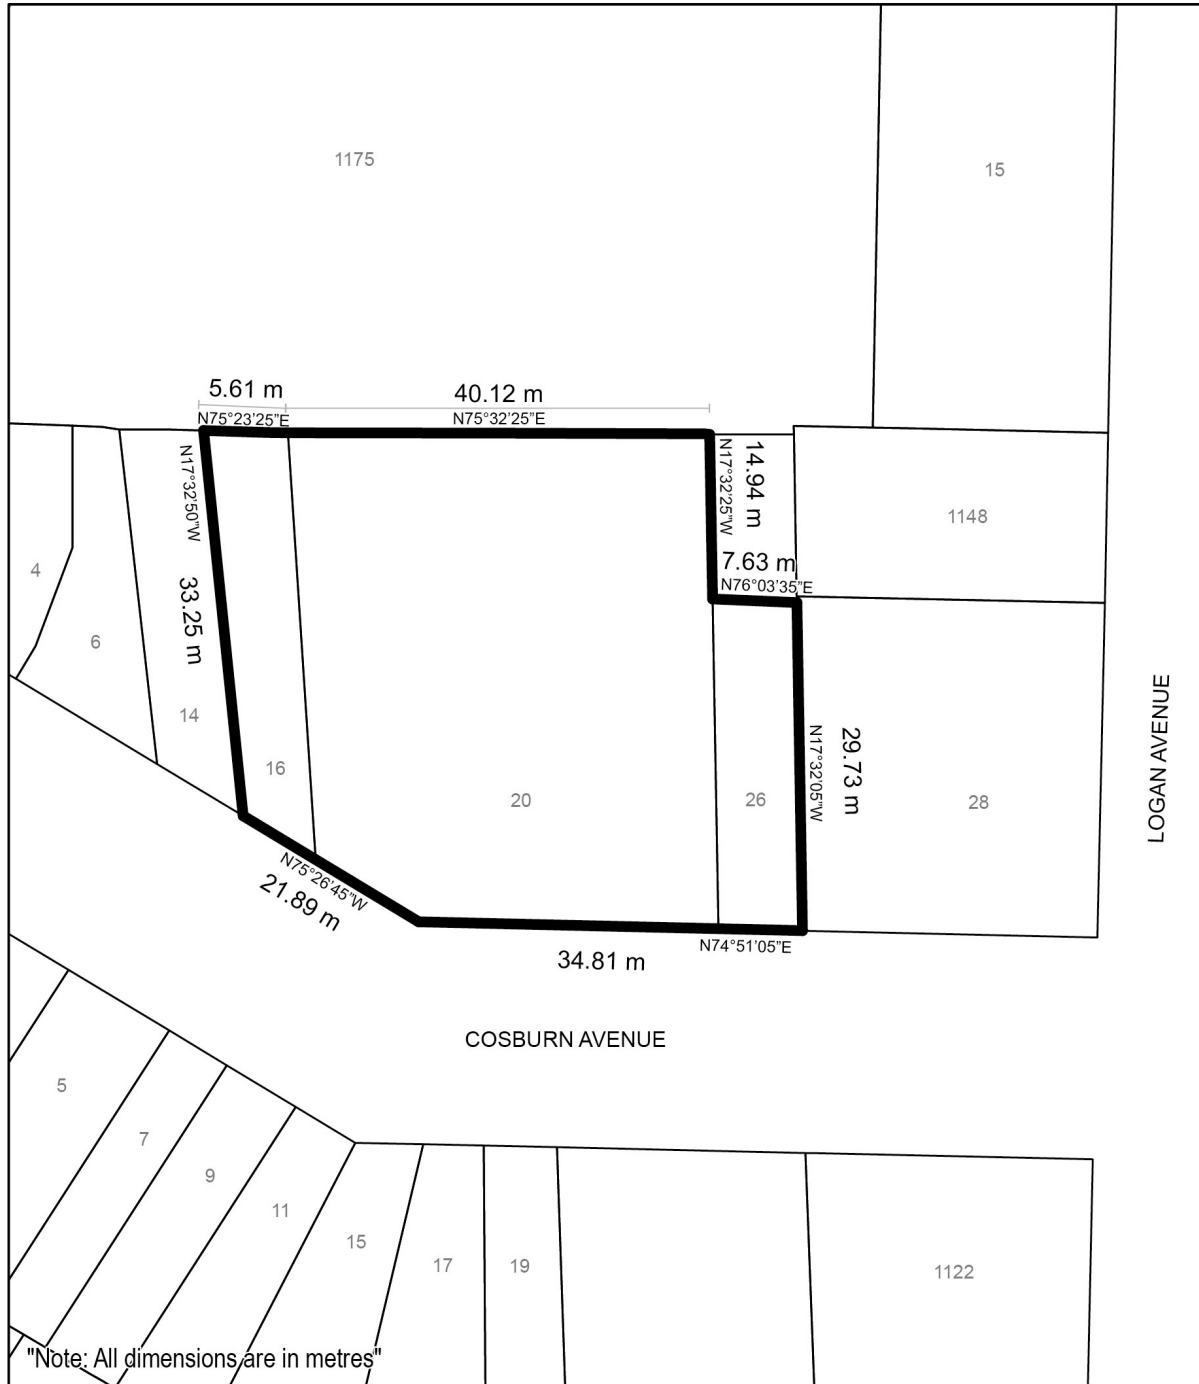 1175
15
5.61 m
40.12 m
N75°23'25"E
N75°32'25"E
N17°32'50"W
N17°32'25"W
14.94 m
1148
4
7.63 m
N76°03'35"E
33.25 m
6
14
16
20
26
N17°32'05"W
29.73 m
28
LOGAN AVENUE
N75°26'45"W
21.89 m
N74°51'05"E
34.81 m
COSBURN AVENUE
5
7
9
11
15
17
19
1122
"Note: All dimensions are in metres"